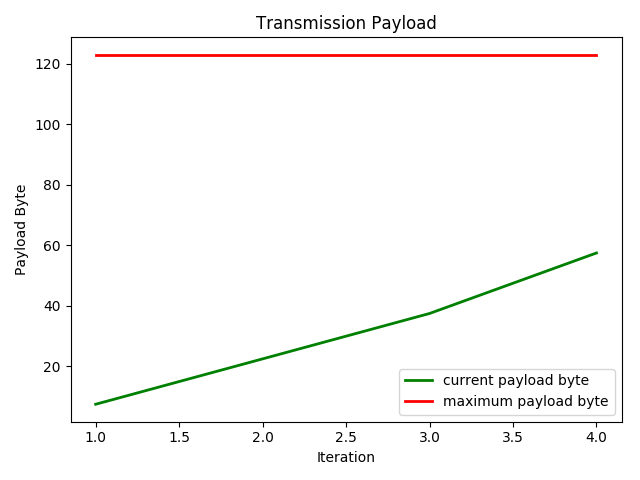 Transmission Payload
120
100
80
60
40
20
Payload Byte
current payload byte
maximum payload byte
1.0 1.5 2.0 2.5 3.0 3.5 4.0
Iteration